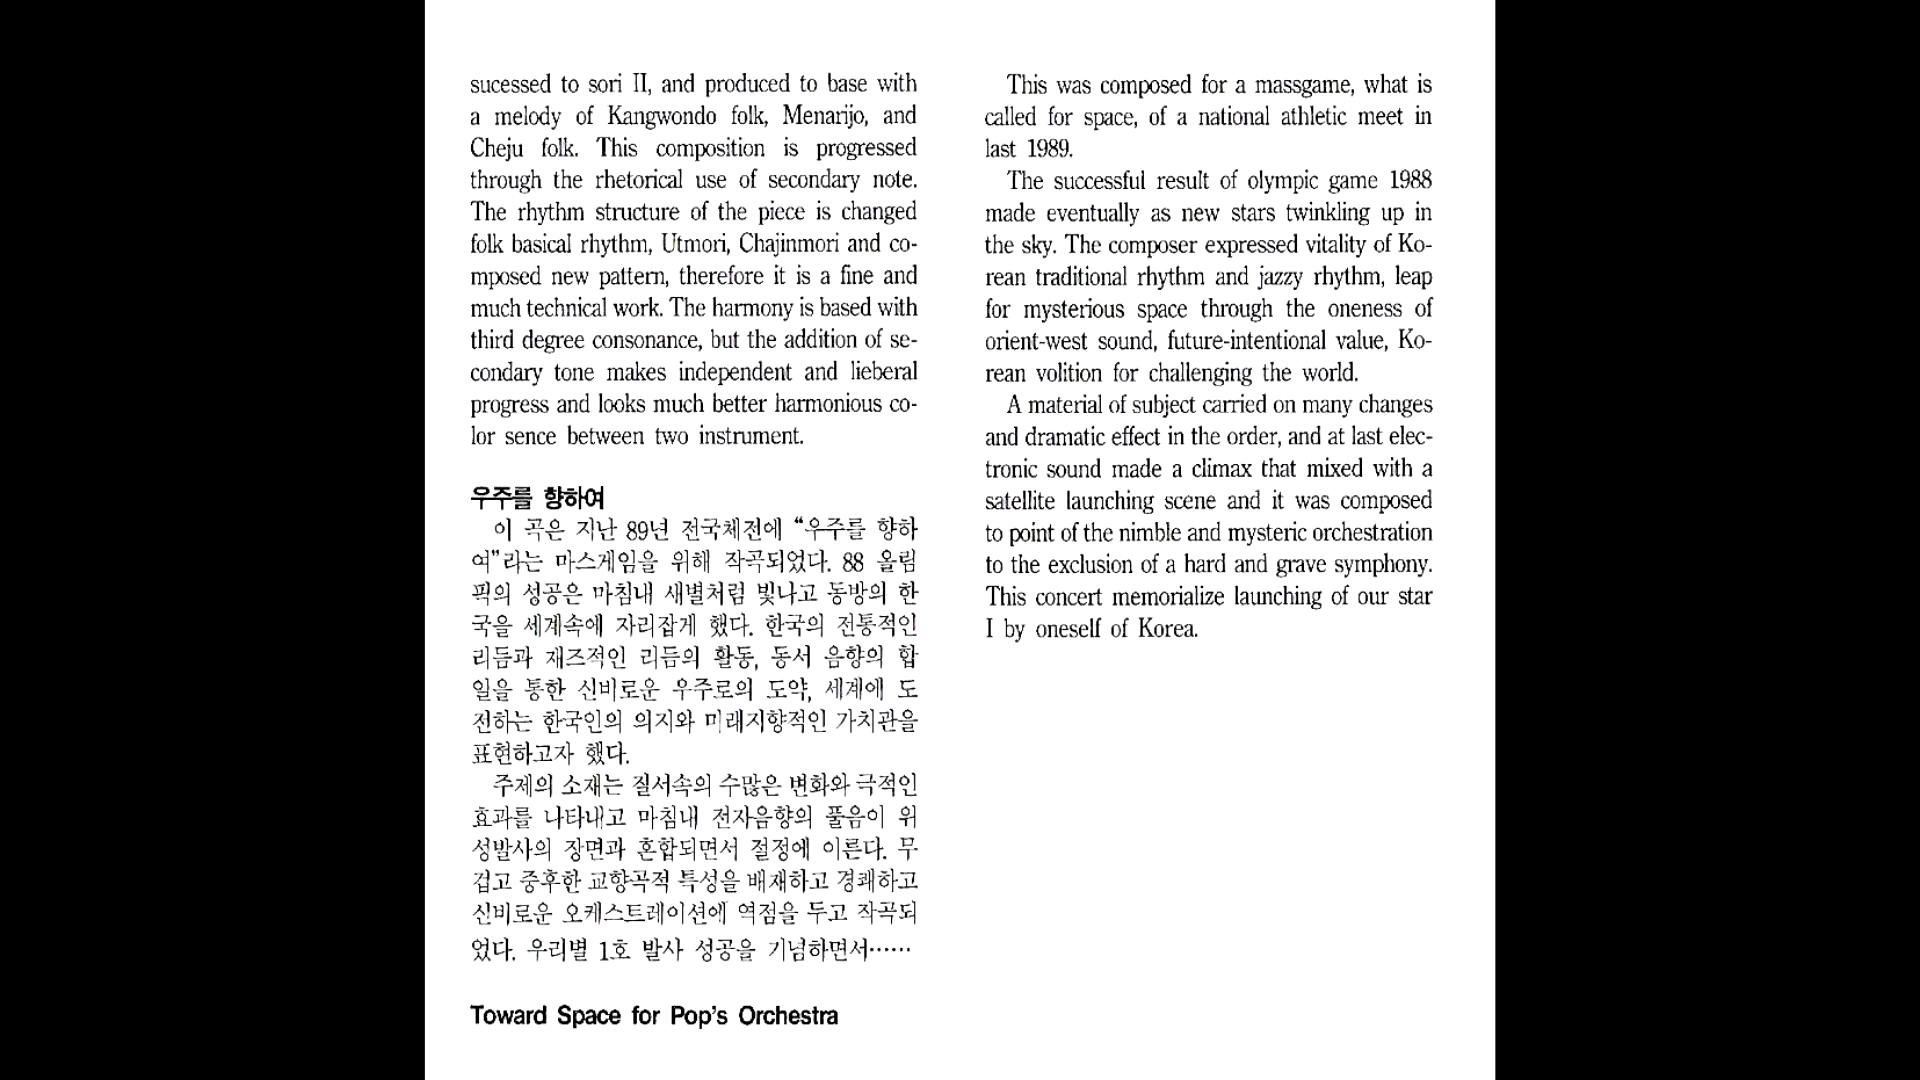 sucessed to sori II, and produced to base with
a melody of Kangwondo folk, Menarijo, and
Cheju folk. This composition is progressed
through the rhetorical use of secondary note.
The rhythm structure of the piece is changed
folk basical rhythm, Utmori, Chajinmori and co-
mposed new pattern, therefore it is a fine and
much technical work. The harmony is based with
third degree consonance, but the addition of se-
condary tone makes independent and lieberal
progress and looks much better harmonious co-
lor sence between two instrument.
우주를 향하여
이 곡은 지난 89년 전국체전에 “우주를 향하
여”라는 마스게임을 위해 작곡되었다. 88 올림
픽의 성공은 마침내 새별처럼 빛나고 동방의 한
국을 세계속에 자리잡게 했다. 한국의 전통적인
리듬과 재즈적인 리듬의 활동, 동서 음향의 합
일을 통한 신비로운 우주로의 도약, 세계에 도
전하는 한국인의 의지와 미래지향적인 가치관을
표현하고자 했다.
주제의 소재는 질서속의 수많은 변화와 극적인
효과를 나타내고 마침내 전자음향의 풀음이 위
성발사의 장면과 혼합되면서 절정에 이른다. 무
겁고 중후한 교향곡적 특성을 배재하고 경쾌하고
신비로운 오케스트레이션에 역점을 두고 작곡되
었다. 우리별 1호 발사 성공을 기념하면서……
Toward Space for Pop's Orchestra
This was composed for a massgame, what is
called for space, of a national athletic meet in
last 1989.
The successful result of olympic game 1988
made eventually as new stars twinkling up in
the sky. The composer expressed vitality of Ko-
rean traditional rhythm and jazzy rhythm, leap
for mysterious space through the oneness of
orient-west sound, future-intentional value, Ko-
rean volition for challenging the world.
A material of subject carried on many changes
and dramatic effect in the order, and at last elec-
tronic sound made a climax that mixed with a
satellite launching scene and it was composed
to point of the nimble and mysteric orchestration
to the exclusion of a hard and grave symphony.
This concert memorialize launching of our star
I by oneself of Korea.